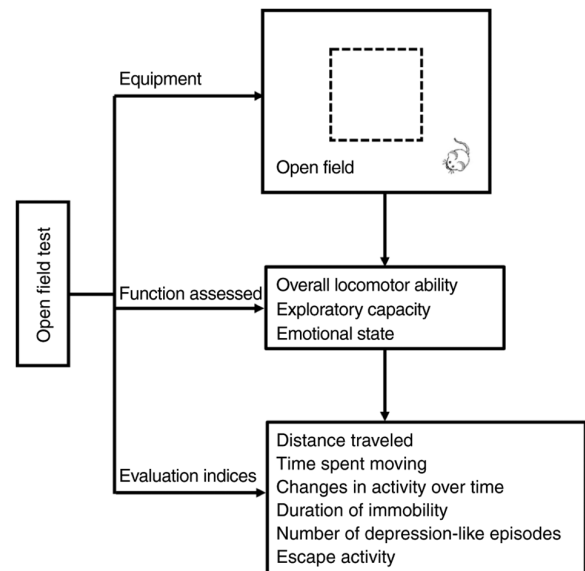 Open field test
Equipment
Open field
Function assessed
Overall locomotor ability
Exploratory capacity
Emotional state
Evaluation indices
Distance traveled
Time spent moving
Changes in activity over time
Duration of immobility
Number of depression-like episodes
Escape activity